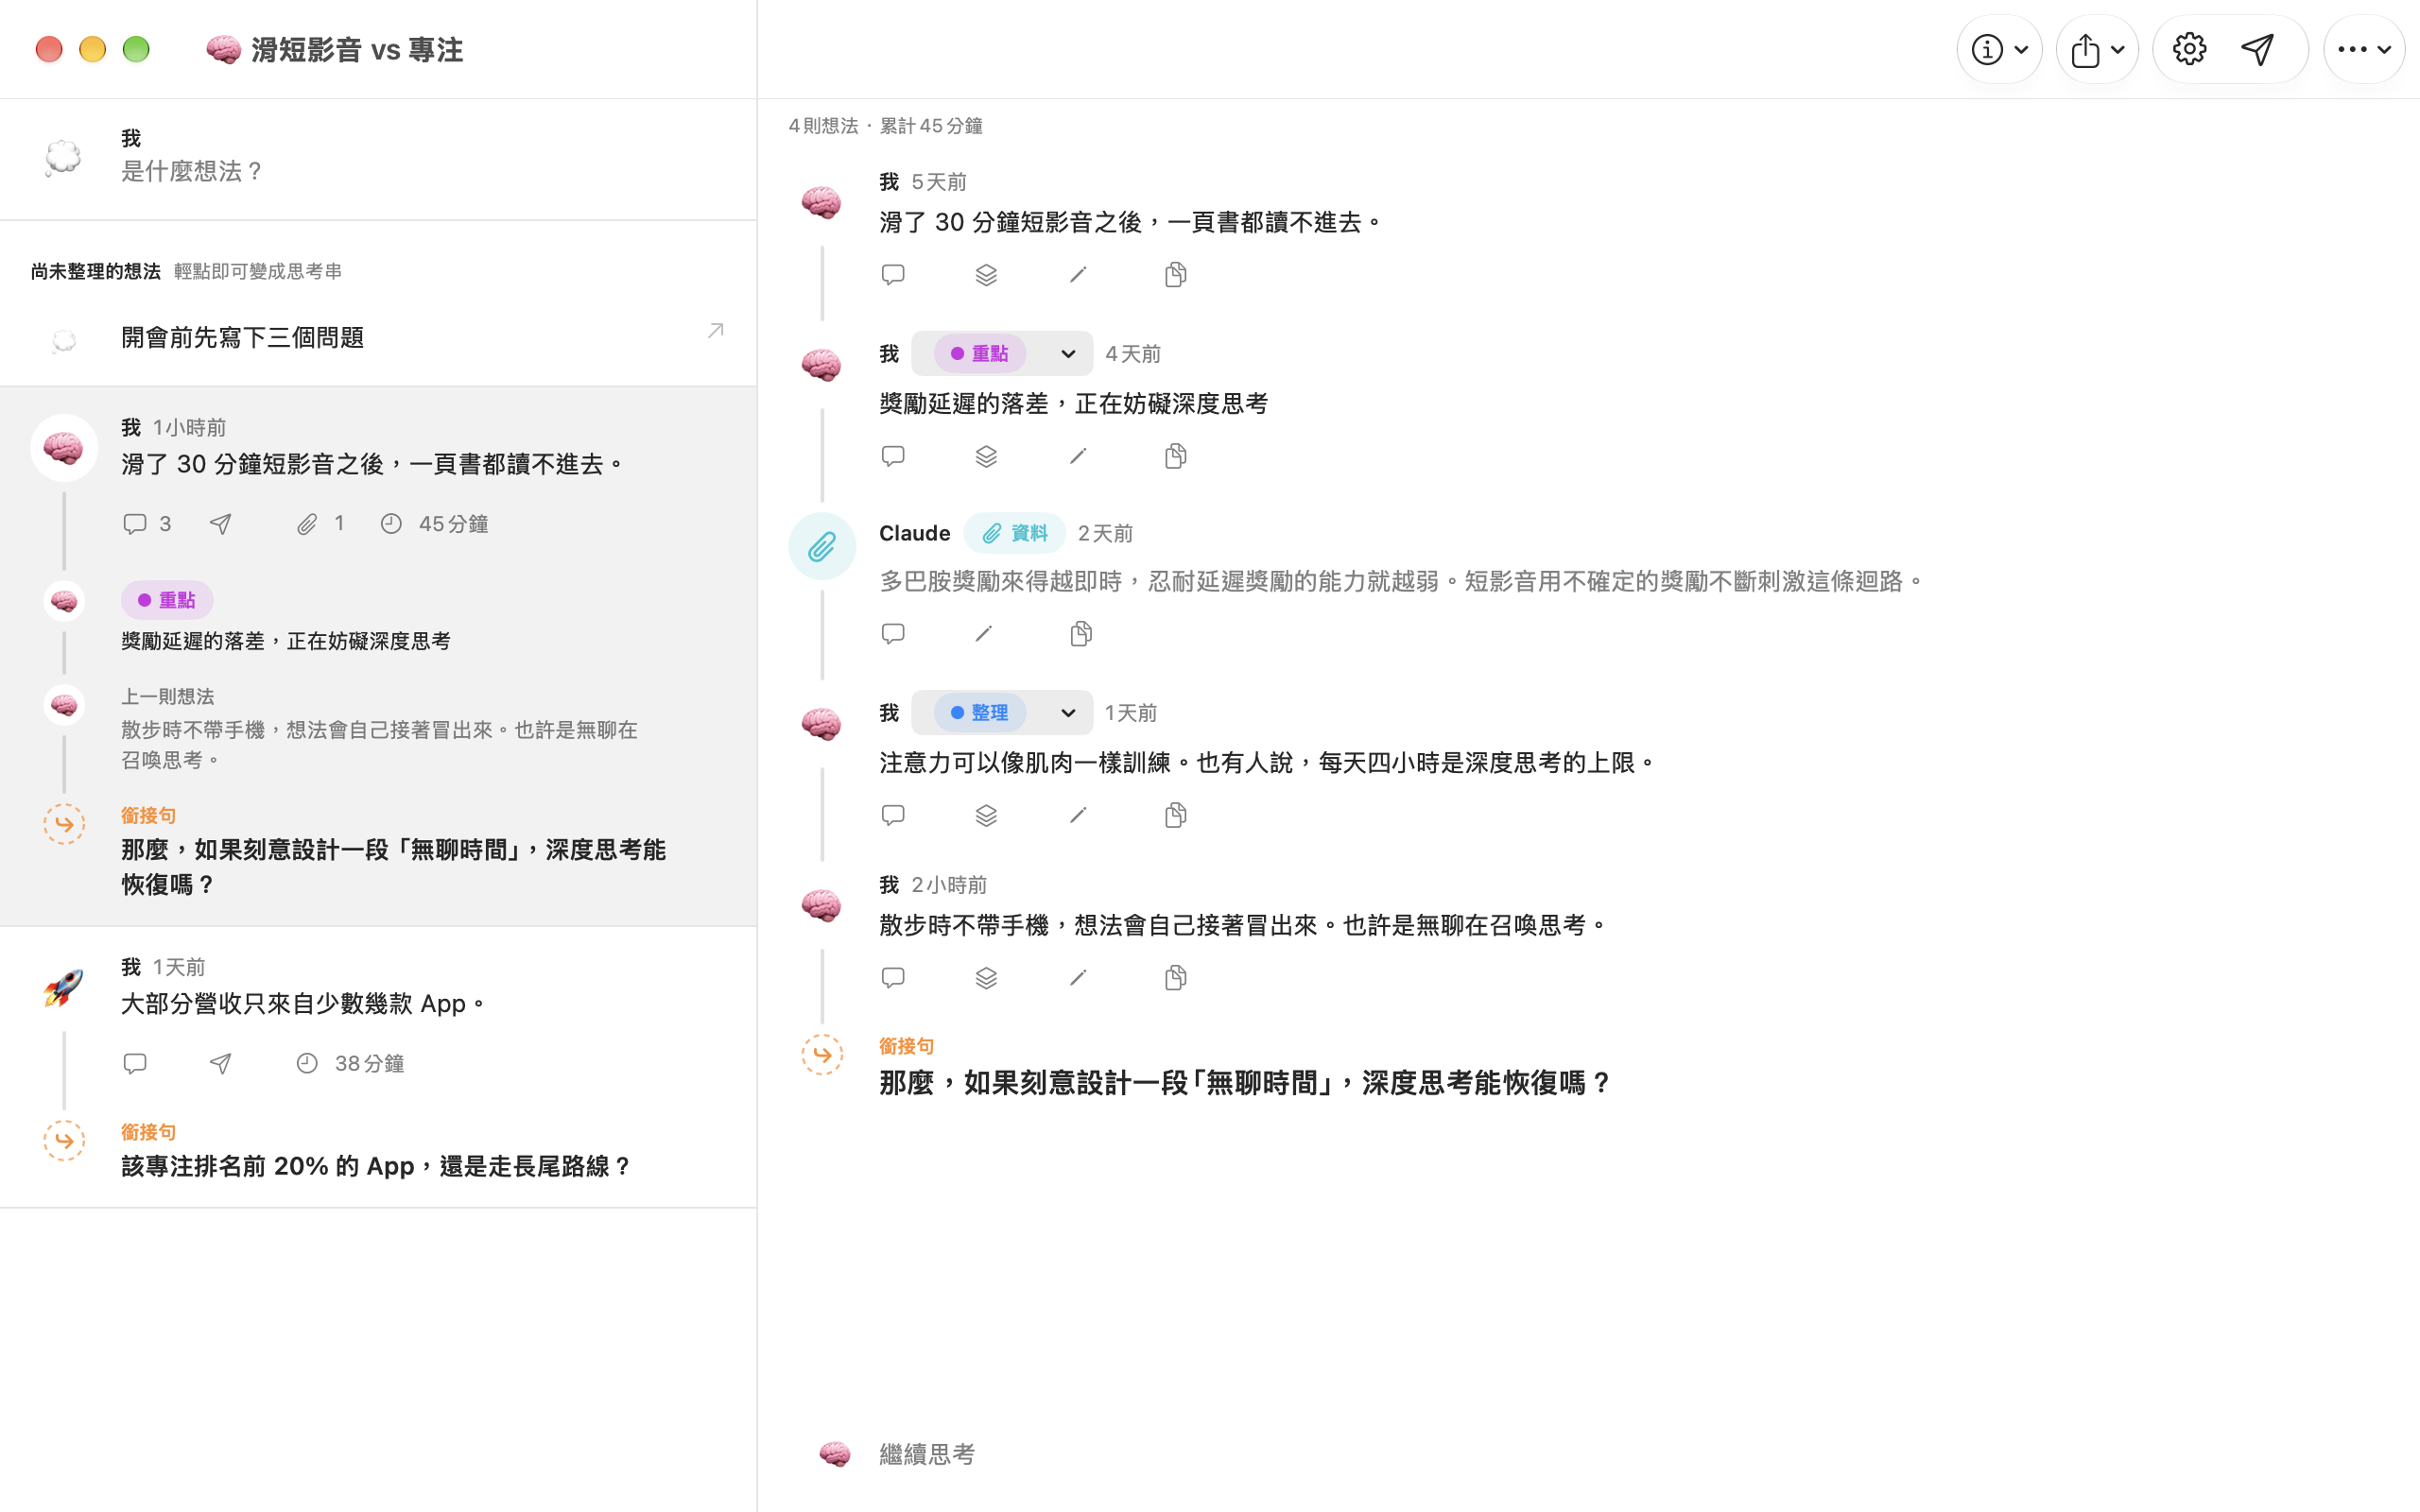 滑短影音 vs 專注
我
是什麼想法？
尚未整理的想法 輕點即可變成思考串
開會前先寫下三個問題
我 1小時前
滑了 30 分鐘短影音之後，一頁書都讀不進去。
3 1 45分鐘
重點
獎勵延遲的落差，正在妨礙深度思考
上一則想法
散步時不帶手機，想法會自己接著冒出來。也許是無聊在
召喚思考。
銜接句
那麼，如果刻意設計一段「無聊時間」，深度思考能
恢復嗎？
我 1天前
大部分營收只來自少數幾款 App。
38分鐘
銜接句
該專注排名前 20% 的 App，還是走長尾路線？
4則想法・累計45分鐘
我 5天前
滑了 30 分鐘短影音之後，一頁書都讀不進去。
我 重點 4天前
獎勵延遲的落差，正在妨礙深度思考
Claude 資料 2天前
多巴胺獎勵來得越即時，忍耐延遲獎勵的能力就越弱。短影音用不確定的獎勵不斷刺激這條迴路。
我 整理 1天前
注意力可以像肌肉一樣訓練。也有人說，每天四小時是深度思考的上限。
我 2小時前
散步時不帶手機，想法會自己接著冒出來。也許是無聊在召喚思考。
銜接句
那麼，如果刻意設計一段「無聊時間」，深度思考能恢復嗎？
繼續思考